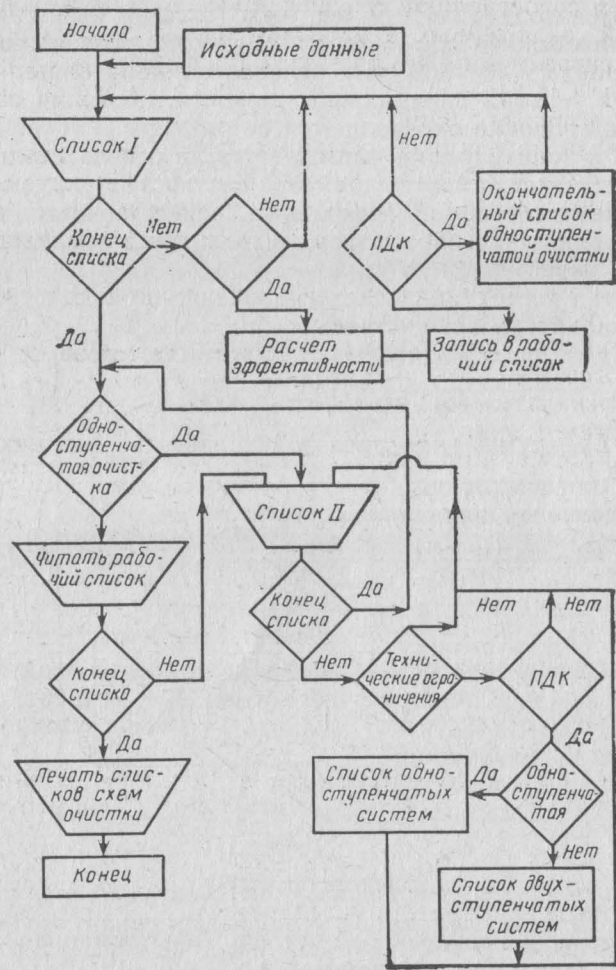 Начала
Исходные данные
Список I
Конец
списка
Нет
Нет
Да
Нет
ПДК
Да
Окончатель-
ный список
одноступен-
чатой очистки
Расчет
эффективности
Запись в рабо-
чий список
Да
Одно-
ступенча-
тая очист-
ка
Да
Список II
Читать рабо-
чий список
Конец
списка
Да
Нет
Конец
списко
Нет
Да
Техни-
ческие огра-
ничения
Нет
Нет
ПДК
Да
Печать спис-
ков схем
очистки
Конец
Список одно-
ступенчатых
систем
Да
Одно-
ступенча-
тая
Нет
Список двух-
ступенчатых
систем